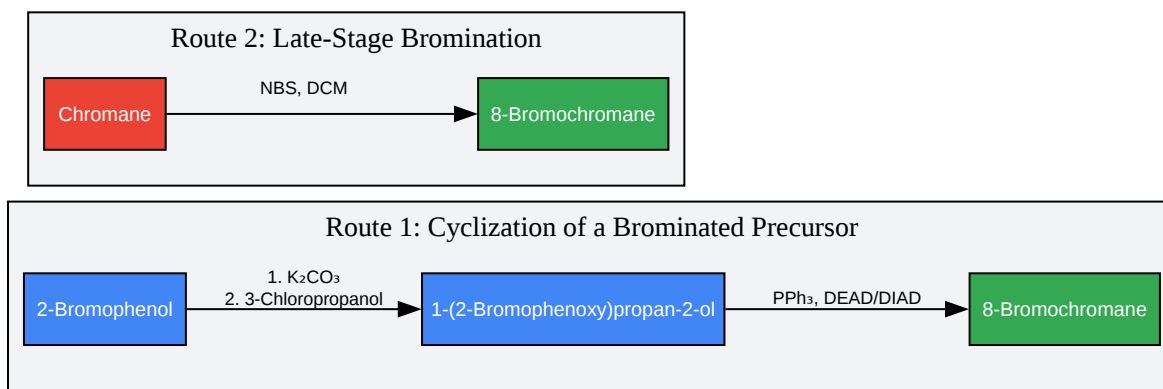 Route 2: Late-Stage Bromination
Chromane
NBS, DCM
8-Bromochromane
Route 1: Cyclization of a Brominated Precursor
2-Bromophenol
1. K₂CO₃
2. 3-Chloropropanol
1-(2-Bromophenoxy)propan-2-ol
PPh₃, DEAD/DIAD
8-Bromochromane